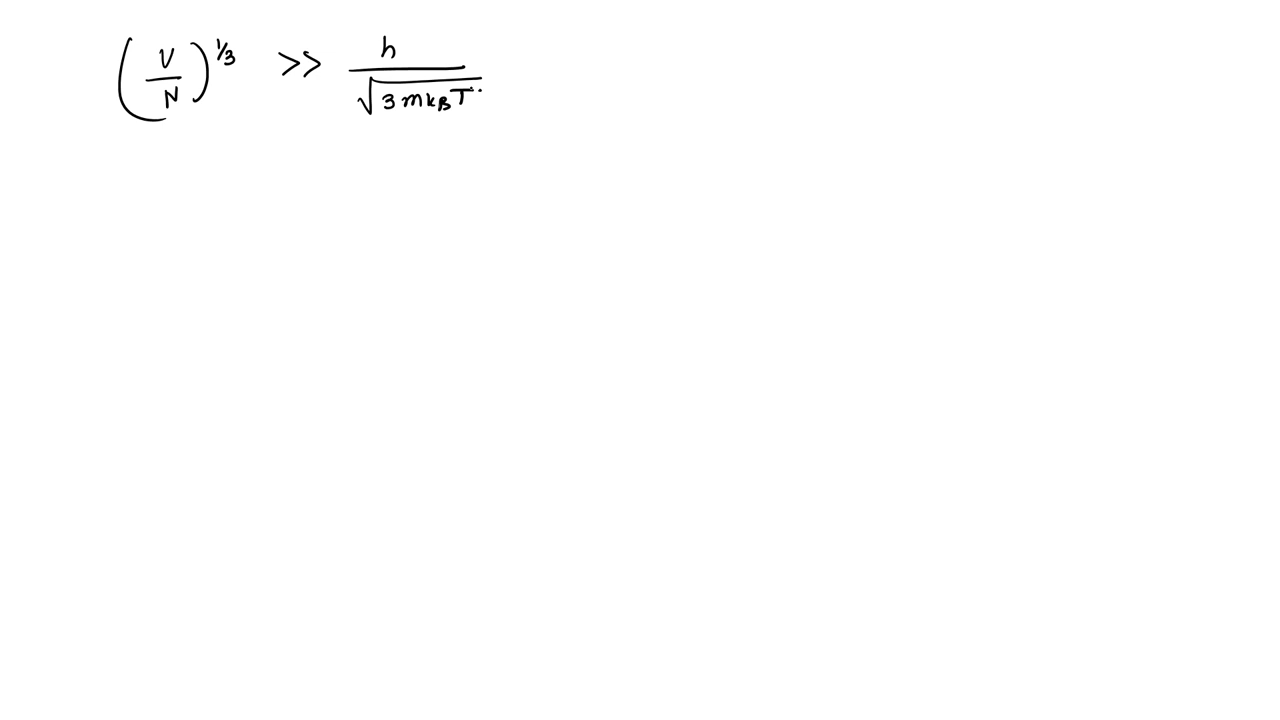 (V/N)^{1/3} >> h/√(3mk_BT)